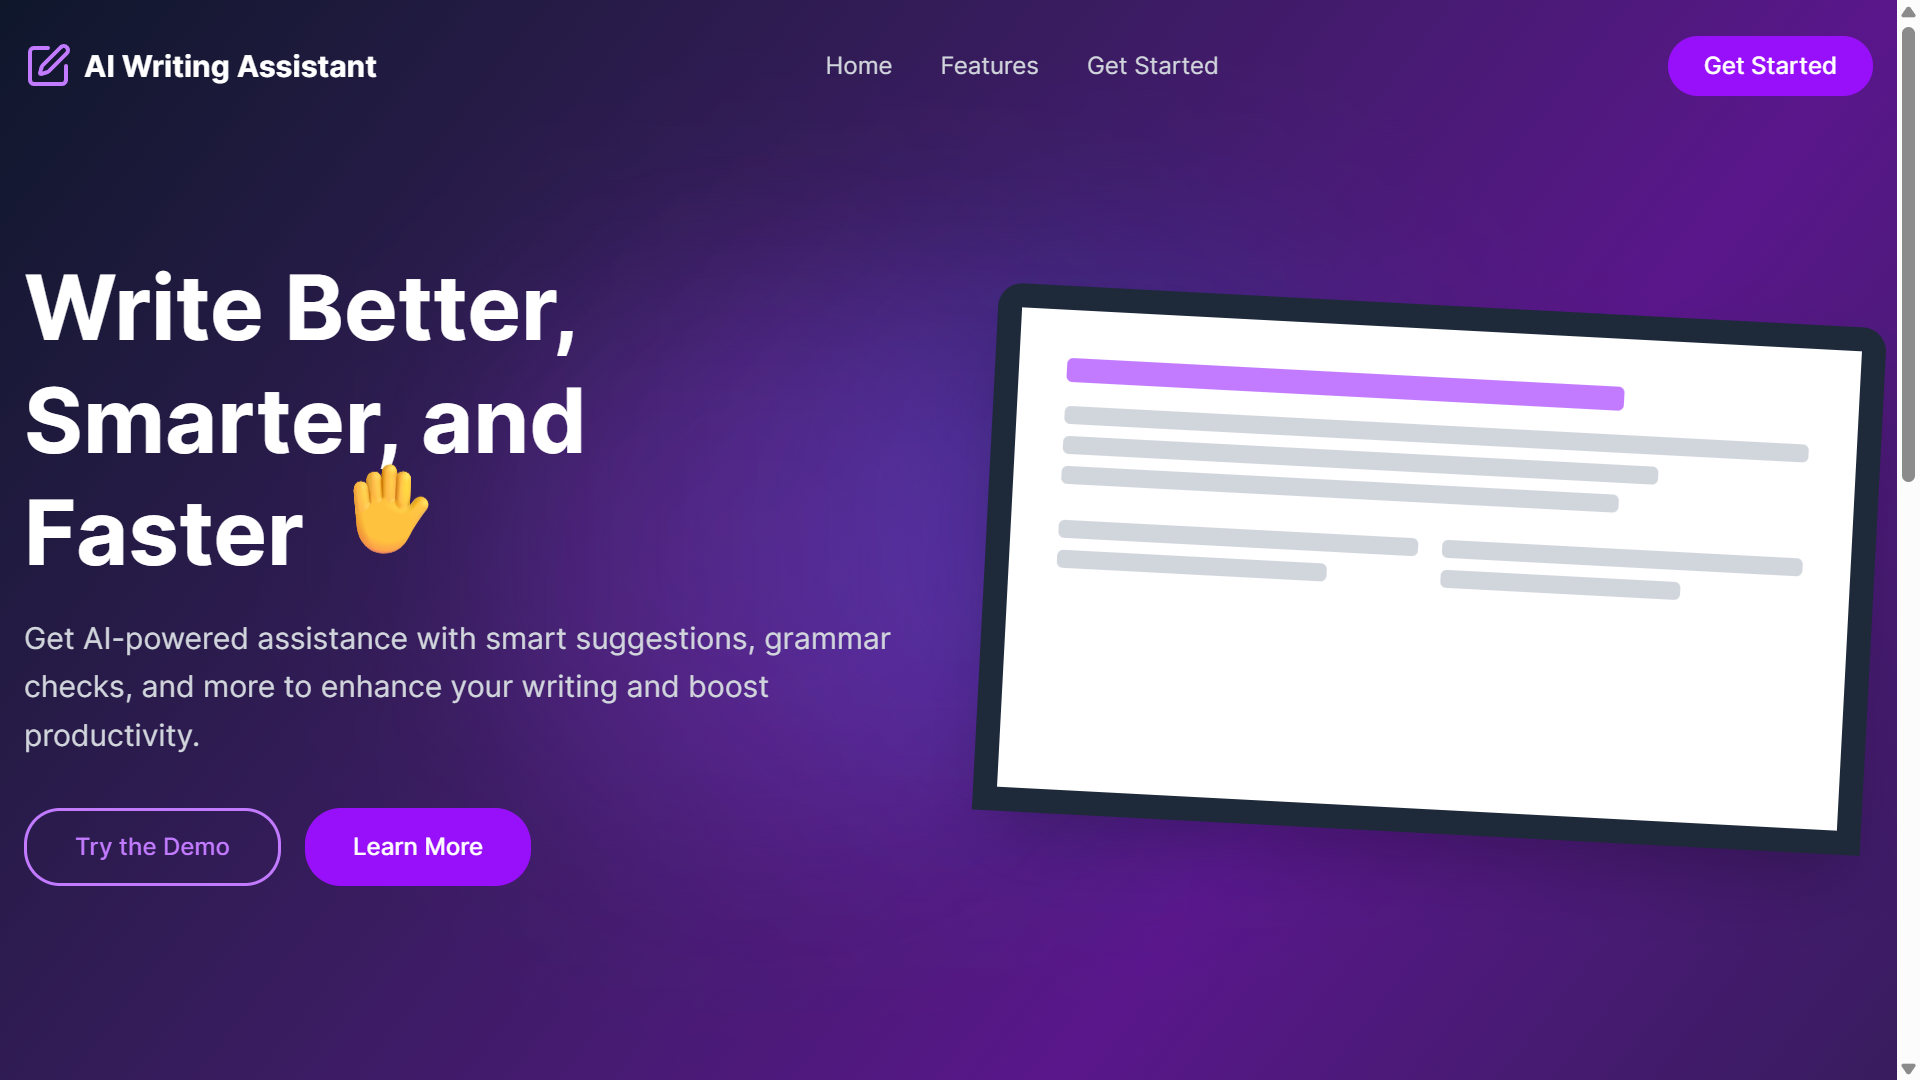 AI Writing Assistant
Home
Features
Get Started
Get Started
Write Better,
Smarter, and
Faster 🤚
Get AI-powered assistance with smart suggestions, grammar
checks, and more to enhance your writing and boost
productivity.
Try the Demo
Learn More